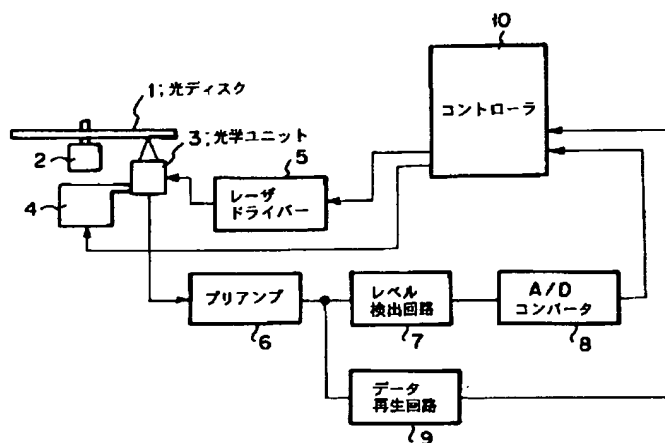 10
コントローラ
1;光ディスク
2
3;光学ユニット
4
5
レーザ
ドライバー
プリアンプ
6
レベル
検出回路
7
A/D
コンバータ
8
データ
再生回路
9